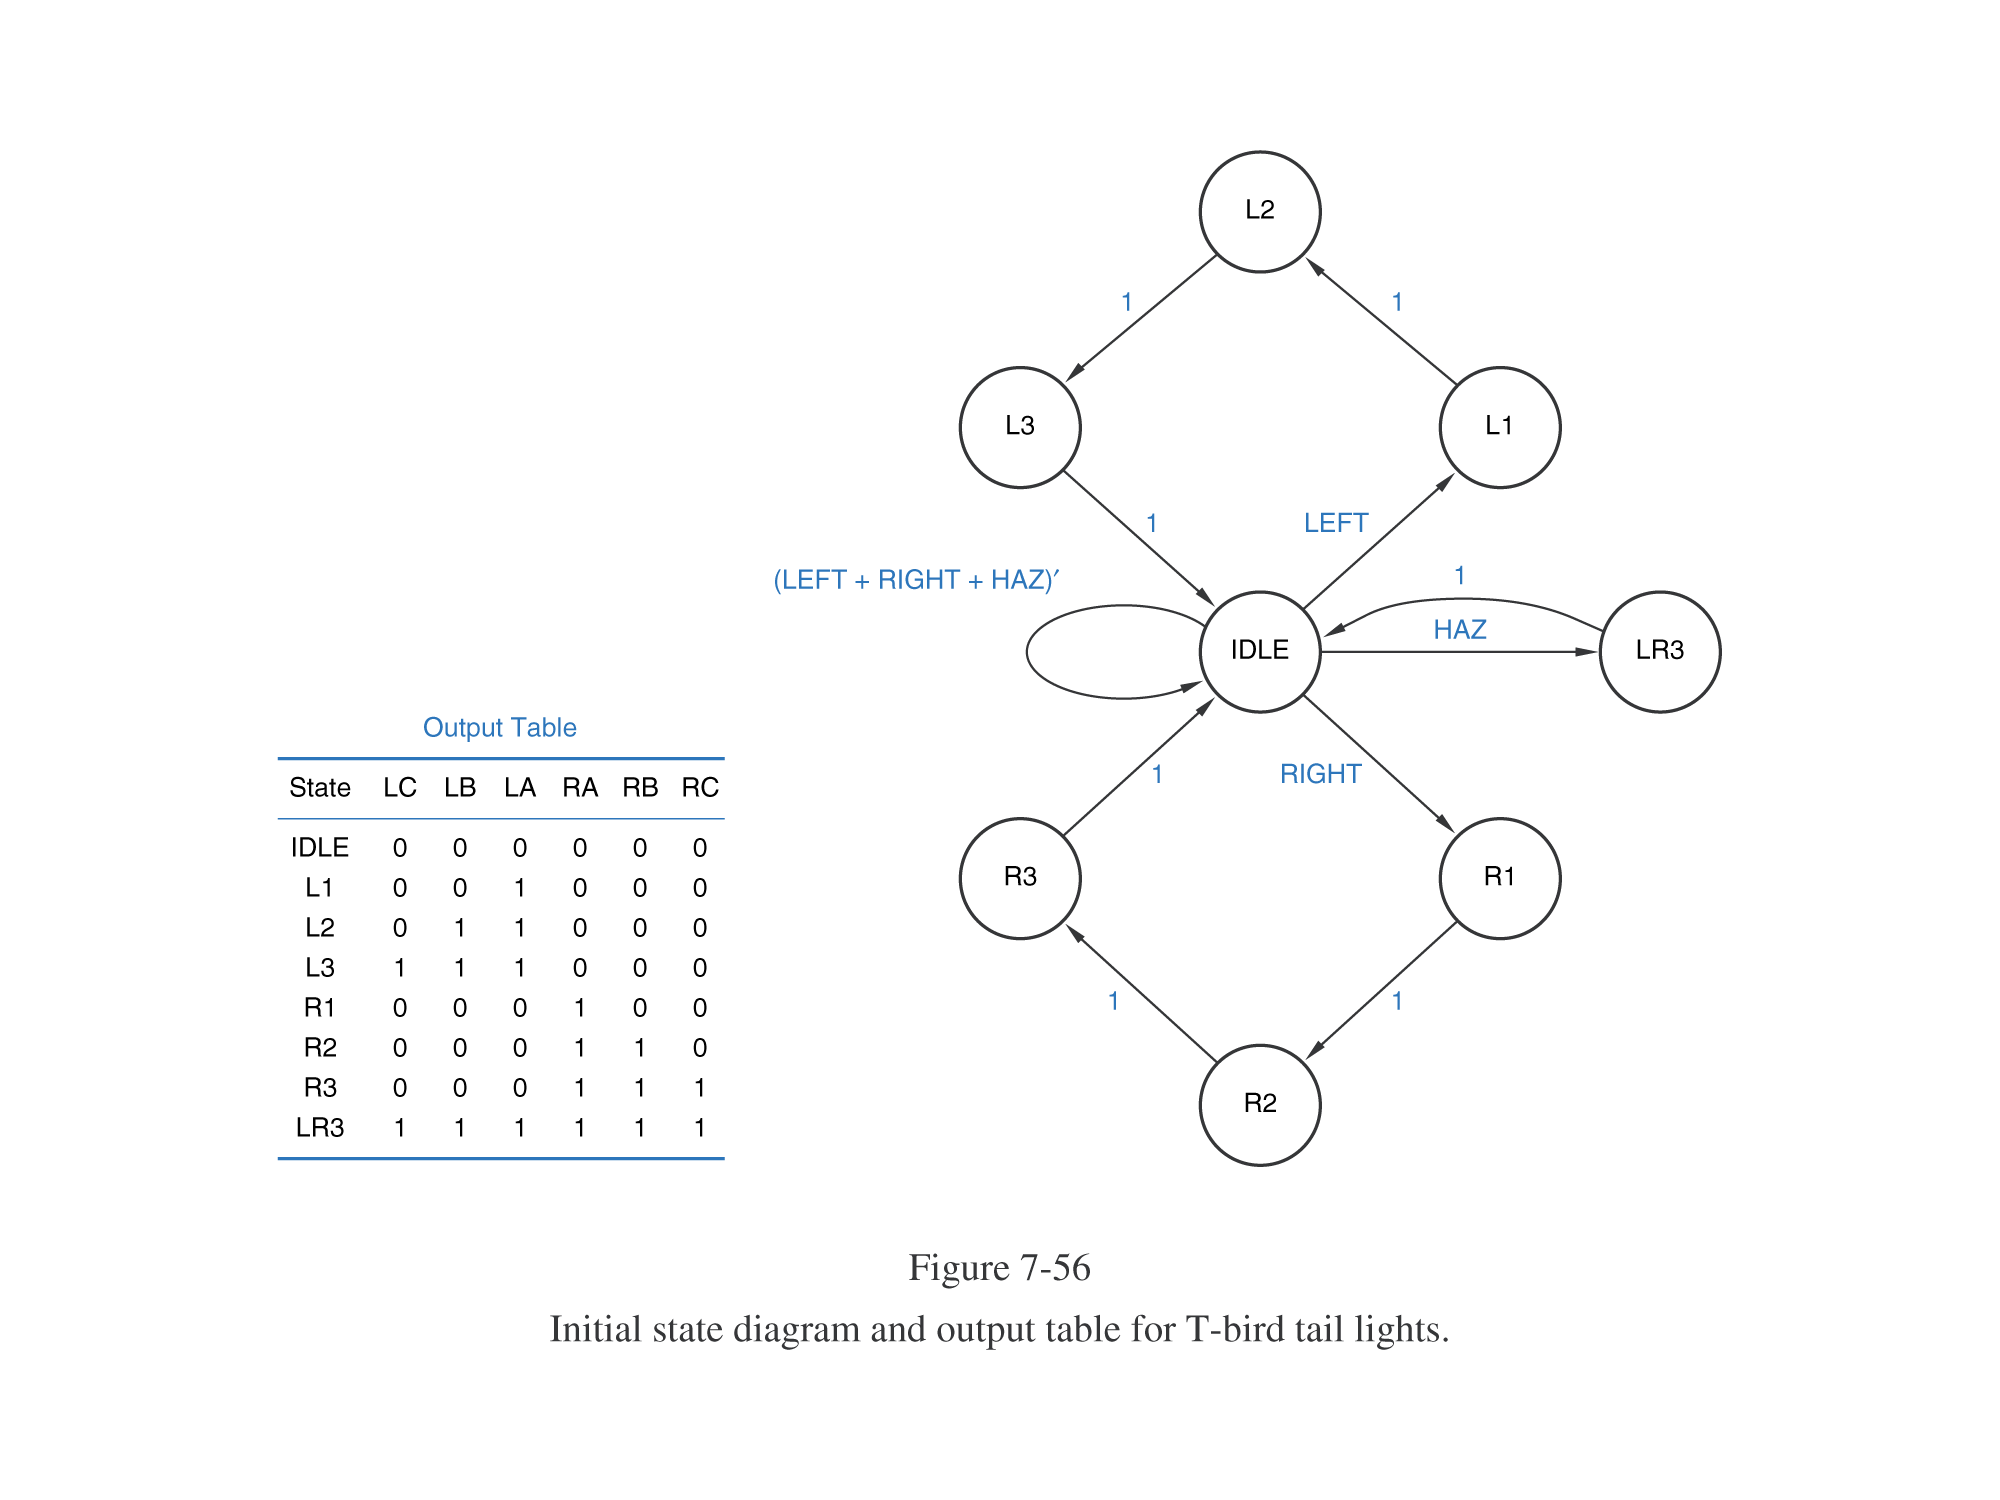 L2
1
1
L3
L1
1
LEFT
(LEFT + RIGHT + HAZ)′
1
HAZ
IDLE
LR3
Output Table
State LC LB LA RA RB RC
IDLE 0 0 0 0 0 0
L1 0 0 1 0 0 0
L2 0 1 1 0 0 0
L3 1 1 1 0 0 0
R1 0 0 0 1 0 0
R2 0 0 0 1 1 0
R3 0 0 0 1 1 1
LR3 1 1 1 1 1 1
1
RIGHT
R3
R1
1
1
R2
Figure 7-56
Initial state diagram and output table for T-bird tail lights.